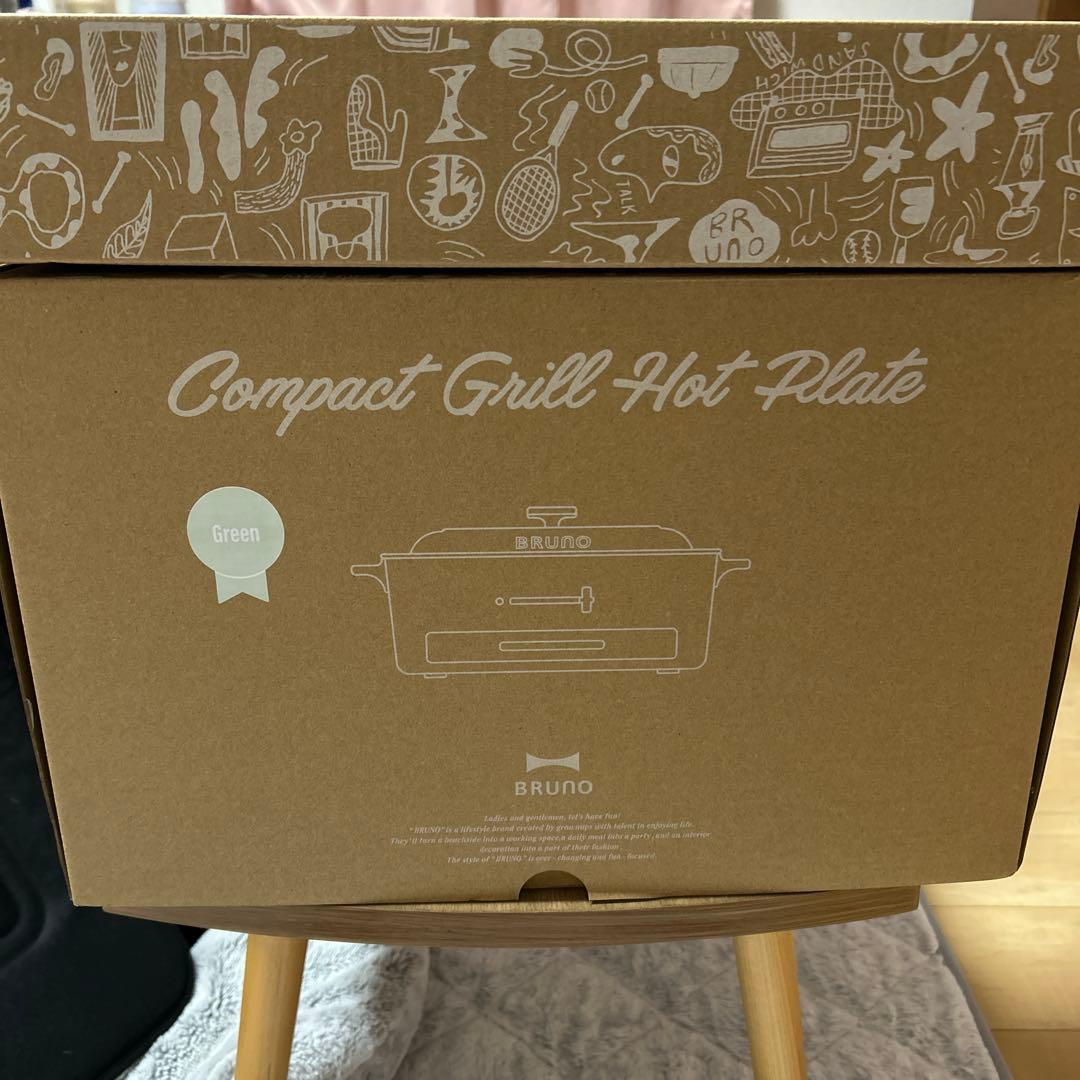 SANDWICH
TALK
BR
UNO
Compact Grill Hot Plate
Green
BRUNO
BRUNO
Ladies and gentlemen, let's have fun!
"BRUNO" is a lifestyle brand created by grownups with talent in enjoying life.
They'll turn a beachside into a working space,a daily meal into a party, and an interior
decoration into a part of their fashion.
The style of "BRUNO" is ever-changing and fun-focused.